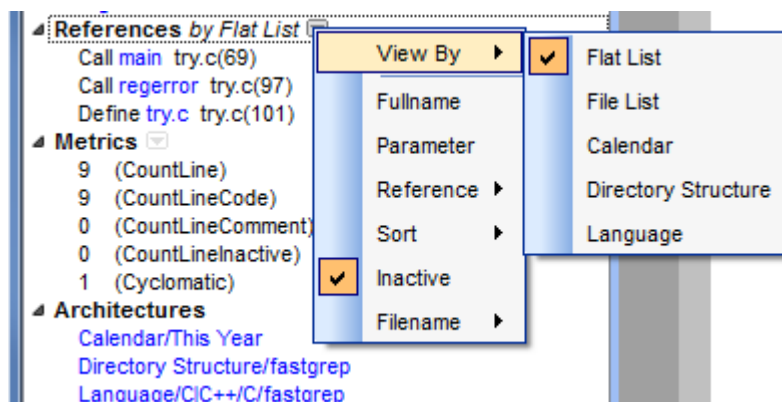 References by Flat List
Call main try.c(69)
Call regerror try.c(97)
Define try.c try.c(101)
Metrics
9 (CountLine)
9 (CountLineCode)
0 (CountLineComment)
0 (CountLineInactive)
1 (Cyclomatic)
Architectures
Calendar/This Year
Directory Structure/fastgrep
Language/C|C++/C/fastgrep
View By
Fullname
Parameter
Reference
Sort
Inactive
Filename
Flat List
File List
Calendar
Directory Structure
Language